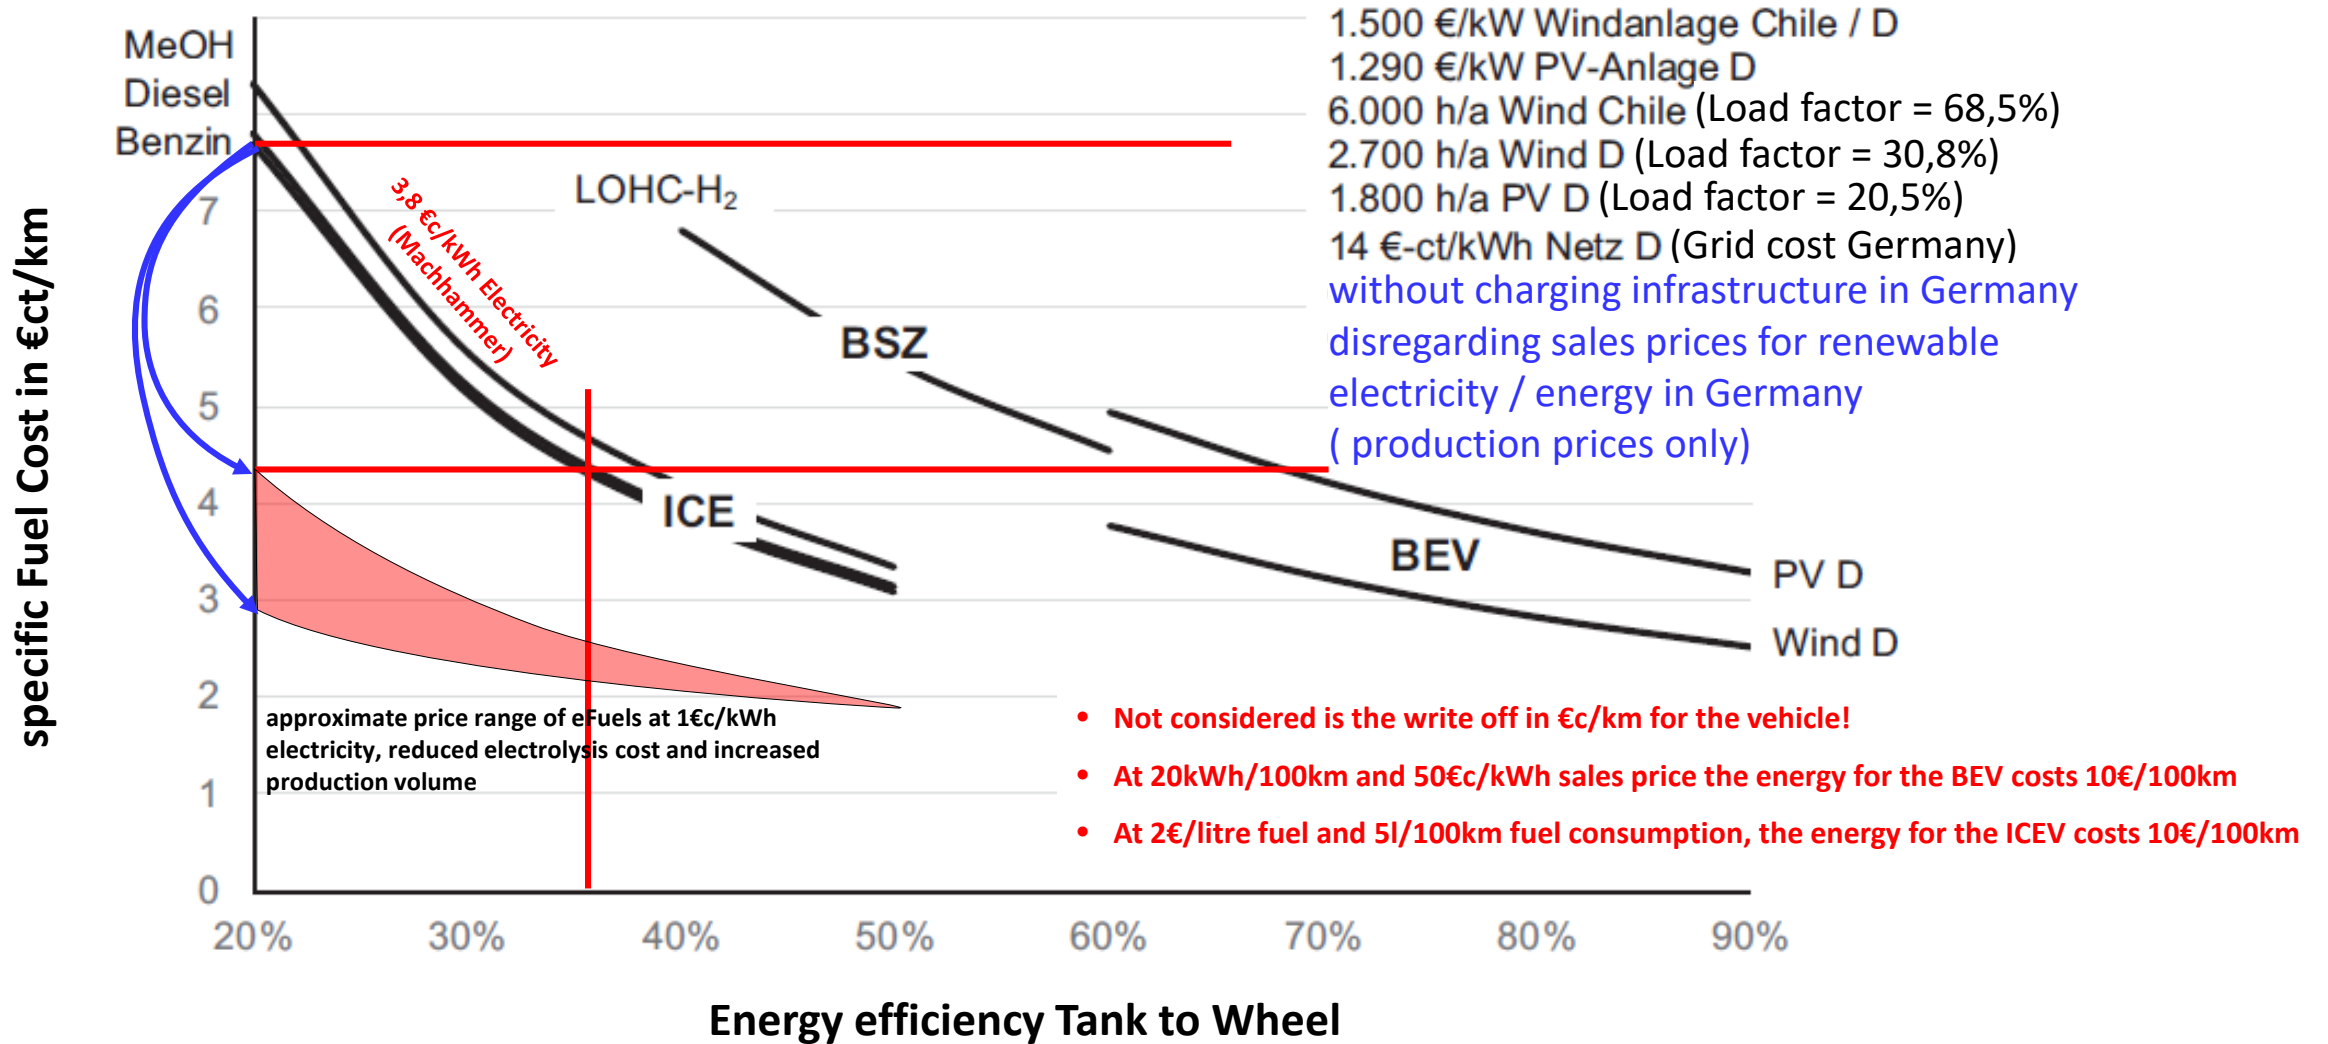 specific Fuel Cost in €ct/km
MeOH
Diesel
Benzin
7
6
5
4
3
2
1
0
3,8 €c/kWh Electricity
(Machhammer)
LOHC-H₂
BSZ
ICE
BEV
PV D
Wind D
1.500 €/kW Windanlage Chile / D
1.290 €/kW PV-Anlage D
6.000 h/a Wind Chile (Load factor = 68,5%)
2.700 h/a Wind D (Load factor = 30,8%)
1.800 h/a PV D (Load factor = 20,5%)
14 €-ct/kWh Netz D (Grid cost Germany)
without charging infrastructure in Germany
disregarding sales prices for renewable
electricity / energy in Germany
( production prices only)
approximate price range of eFuels at 1€c/kWh
electricity, reduced electrolysis cost and increased
production volume
• Not considered is the write off in €c/km for the vehicle!
• At 20kWh/100km and 50€c/kWh sales price the energy for the BEV costs 10€/100km
• At 2€/litre fuel and 5l/100km fuel consumption, the energy for the ICEV costs 10€/100km
20% 30% 40% 50% 60% 70% 80% 90%
Energy efficiency Tank to Wheel